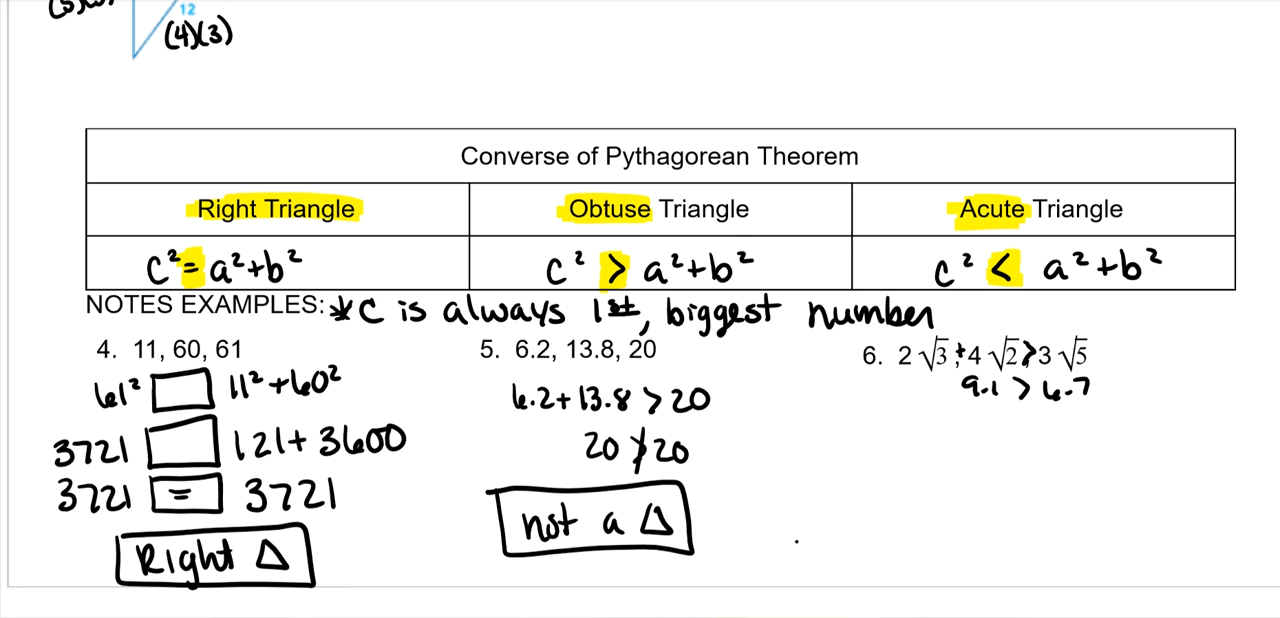 12
(4)(3)
Converse of Pythagorean Theorem
Right Triangle Obtuse Triangle Acute Triangle
c² = a²+b² c² > a²+b² c² < a²+b²
NOTES EXAMPLES: *c is always 1st, biggest number
4. 11, 60, 61
61² 11²+60²
3721 121+3600
3721 = 3721
Right △
5. 6.2, 13.8, 20
6.2+13.8>20
20≯20
not a △
6. 2√3+4√2>3√5
9.1 > 6.7